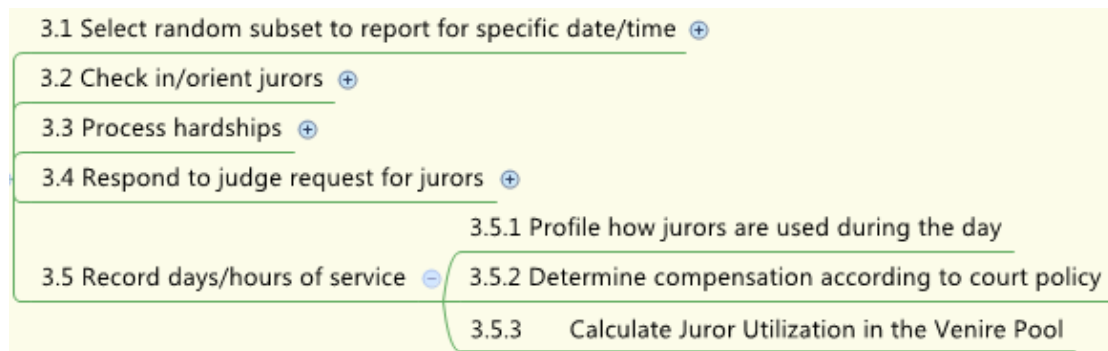 3.1 Select random subset to report for specific date/time
3.2 Check in/orient jurors
3.3 Process hardships
3.4 Respond to judge request for jurors
3.5 Record days/hours of service
3.5.1 Profile how jurors are used during the day
3.5.2 Determine compensation according to court policy
3.5.3 Calculate Juror Utilization in the Venire Pool